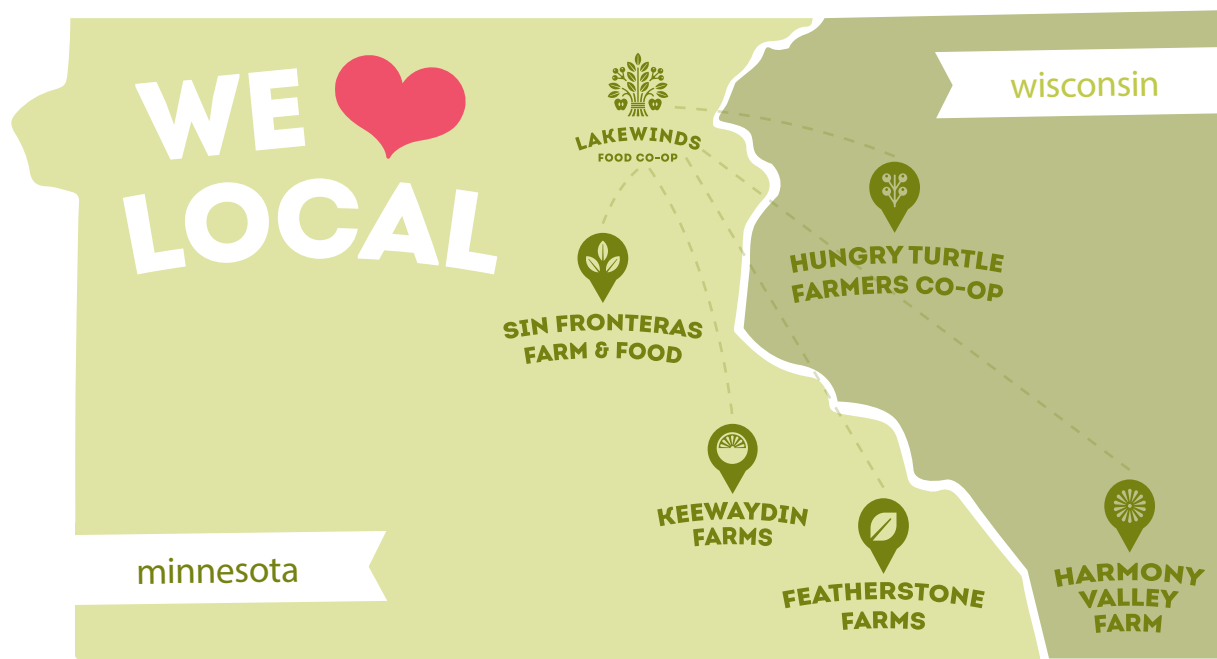 WE
LOCAL
LAKEWINDS
FOOD CO-OP
wisconsin
HUNGRY TURTLE
FARMERS CO-OP
SIN FRONTERAS
FARM & FOOD
KEEWAYDIN
FARMS
FEATHERSTONE
FARMS
HARMONY
VALLEY
FARM
minnesota